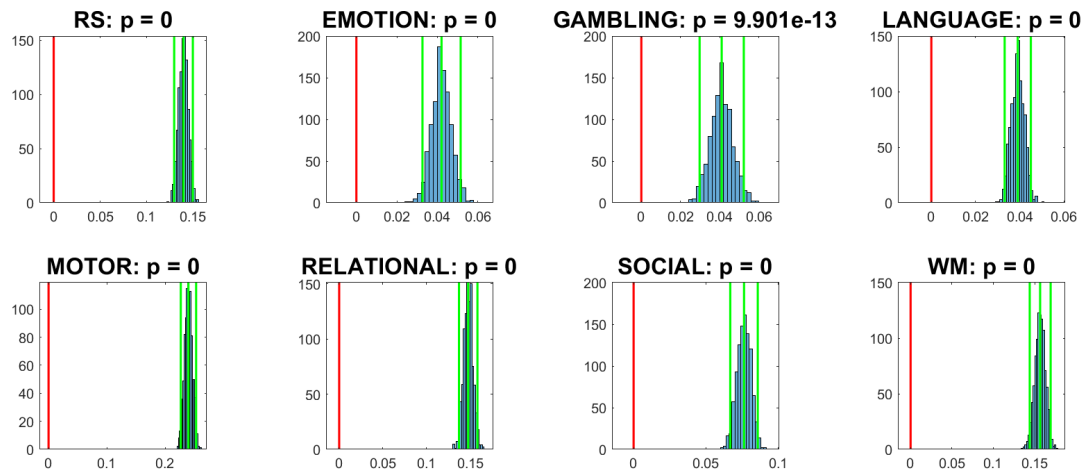 RS: p = 0
150
100
50
0
0 0.05 0.1 0.15
EMOTION: p = 0
200
150
100
50
0
0 0.02 0.04 0.06
GAMBLING: p = 9.901e-13
200
150
100
50
0
0 0.02 0.04 0.06
LANGUAGE: p = 0
150
100
50
0
0 0.02 0.04 0.06
MOTOR: p = 0
100
80
60
40
20
0
0 0.1 0.2
RELATIONAL: p = 0
150
100
50
0
0 0.05 0.1 0.15
SOCIAL: p = 0
200
150
100
50
0
0 0.05 0.1
WM: p = 0
150
100
50
0
0 0.05 0.1 0.15